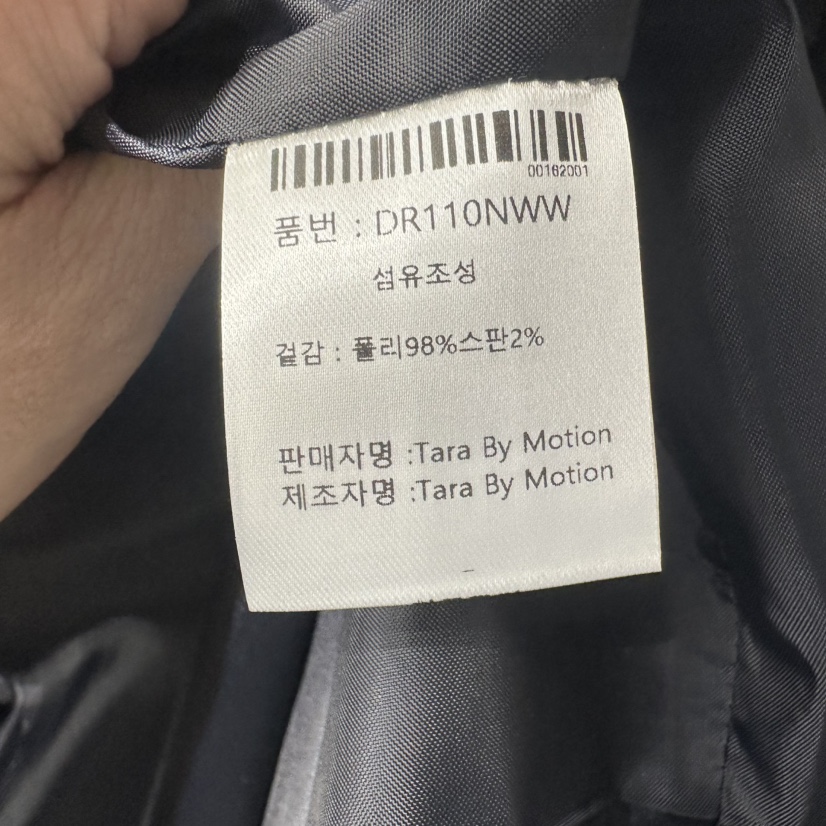 00162001
품번 : DR110NWW
섬유조성
겉감 : 폴리98%스판2%
판매자명 :Tara By Motion
제조자명 :Tara By Motion